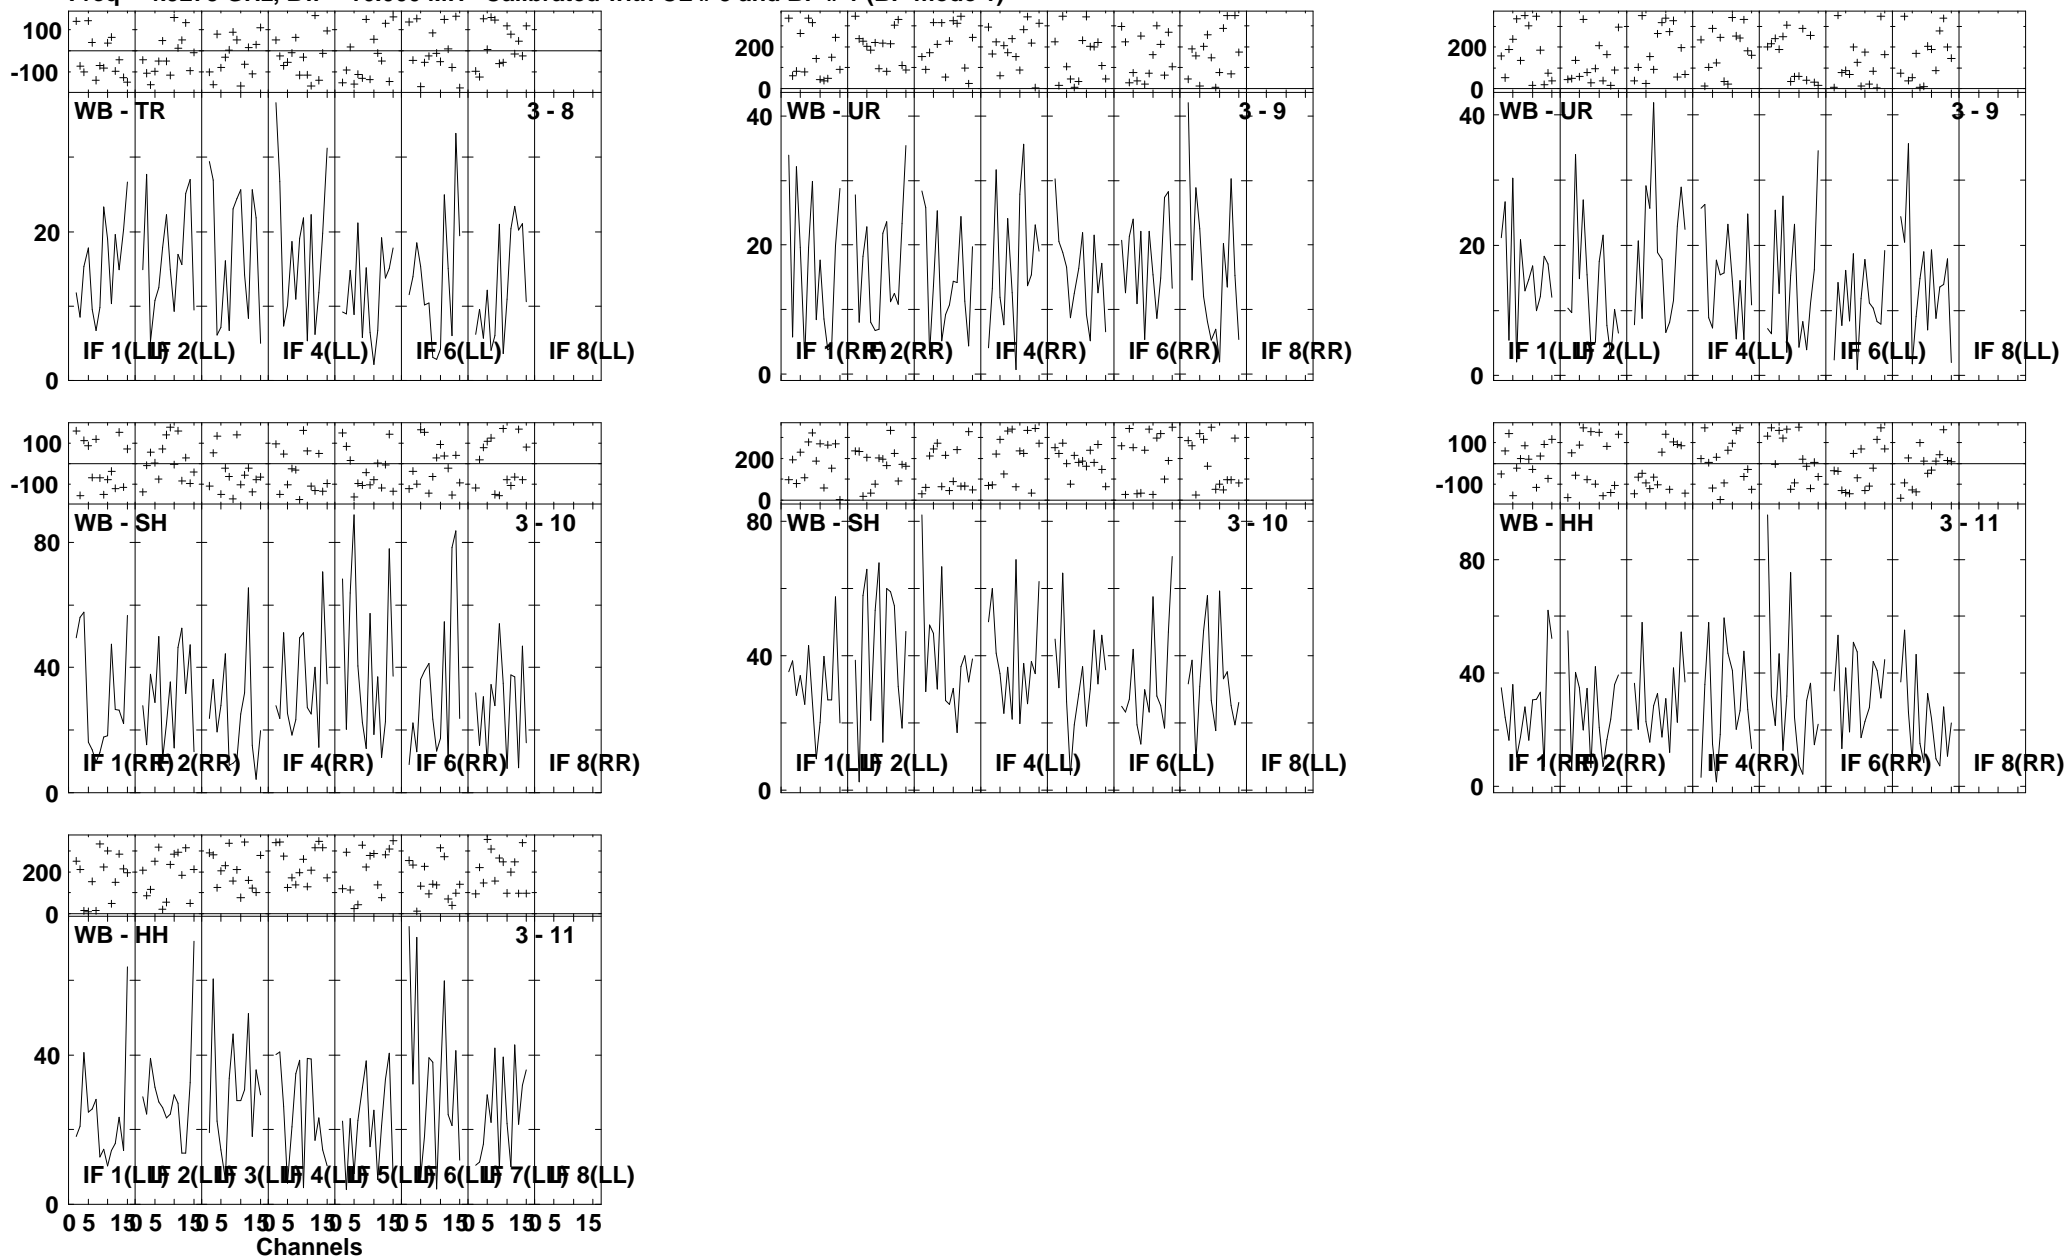 100
-100
WB - TR 3 - 8
20
IF 1(LL) IF 2(LL) IF 4(LL) IF 6(LL) IF 8(LL)
0
200
0
WB - UR 3 - 9
40
20
IF 1(RR) IF 2(RR) IF 4(RR) IF 6(RR) IF 8(RR)
0
200
0
WB - UR 3 - 9
40
20
IF 1(LL) IF 2(LL) IF 4(LL) IF 6(LL) IF 8(LL)
0
100
-100
WB - SH 3 - 10
80
40
IF 1(RR) IF 2(RR) IF 4(RR) IF 6(RR) IF 8(RR)
0
200
0
WB - SH 3 - 10
80
40
IF 1(LL) IF 2(LL) IF 4(LL) IF 6(LL) IF 8(LL)
0
100
-100
WB - HH 3 - 11
80
40
IF 1(RR) IF 2(RR) IF 4(RR) IF 6(RR) IF 8(RR)
0
200
0
WB - HH 3 - 11
40
IF 1(LL) IF 2(LL) IF 3(LL) IF 4(LL) IF 5(LL) IF 6(LL) IF 7(LL) IF 8(LL)
0
0 5 15 0 5 15 0 5 15 0 5 15 0 5 15 0 5 15 0 5 15 0 5 15
Channels